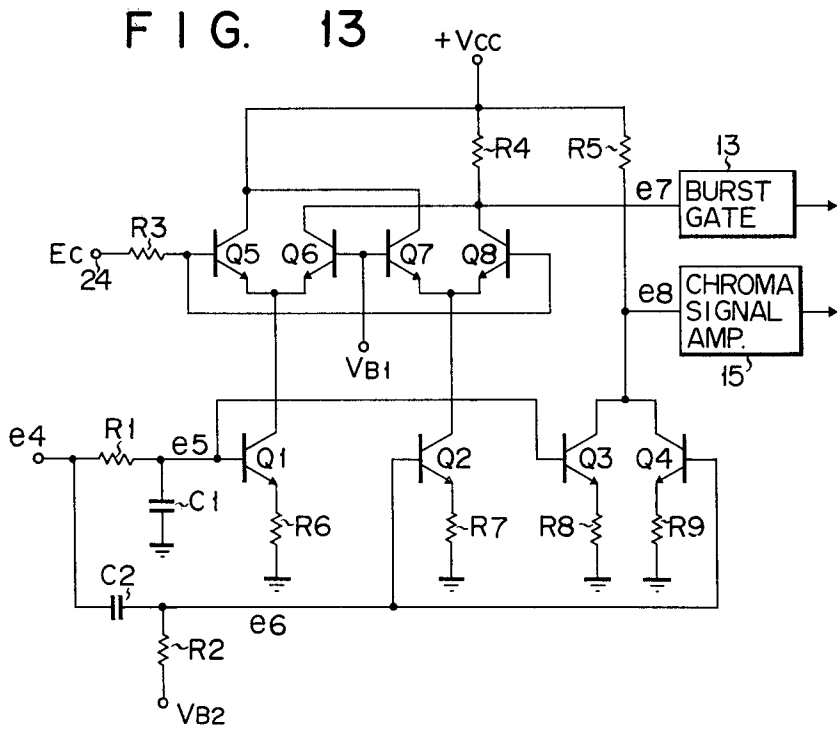 FIG. 13
+Vcc
R4
R5
13
e7
BURST
GATE
R3
Ec
24
Q5
Q6
Q7
Q8
e8
CHROMA
SIGNAL
AMP.
15
VB1
e4
R1
e5
Q1
Q2
Q3
Q4
C1
R6
R7
R8
R9
C2
e6
R2
VB2